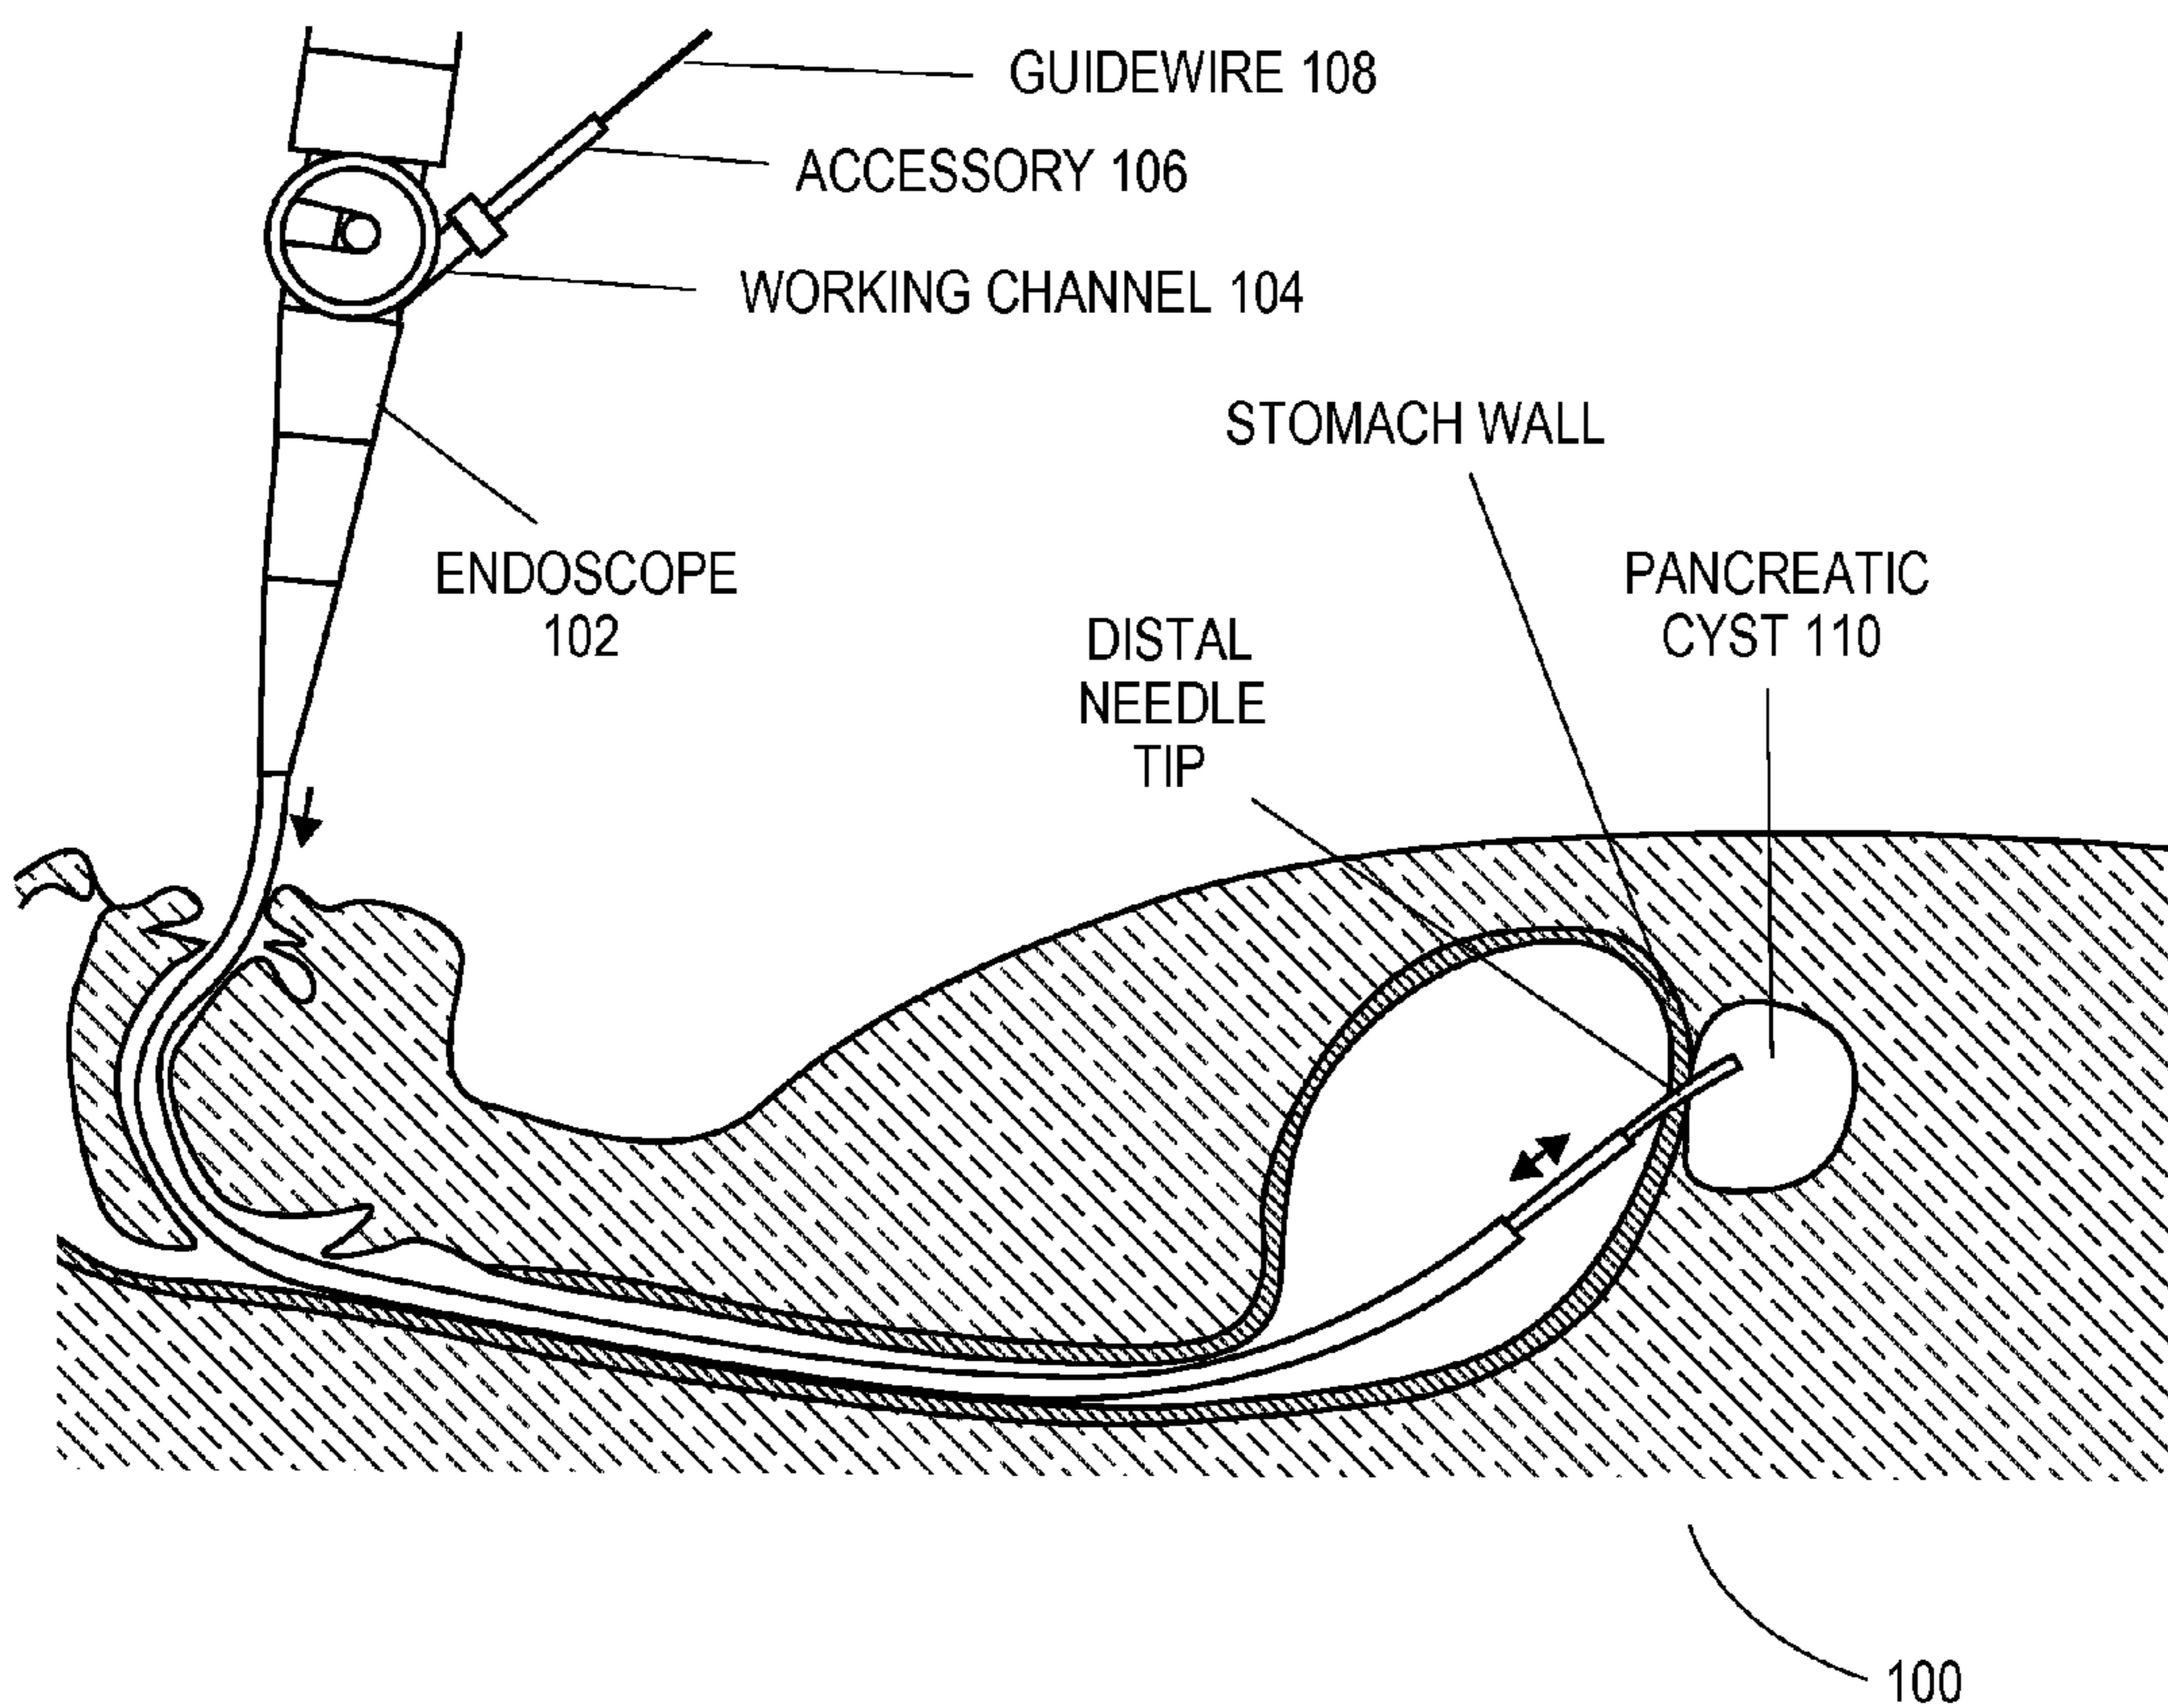 GUIDEWIRE 108
ACCESSORY 106
WORKING CHANNEL 104
STOMACH WALL
ENDOSCOPE
102
PANCREATIC
CYST 110
DISTAL
NEEDLE
TIP
100